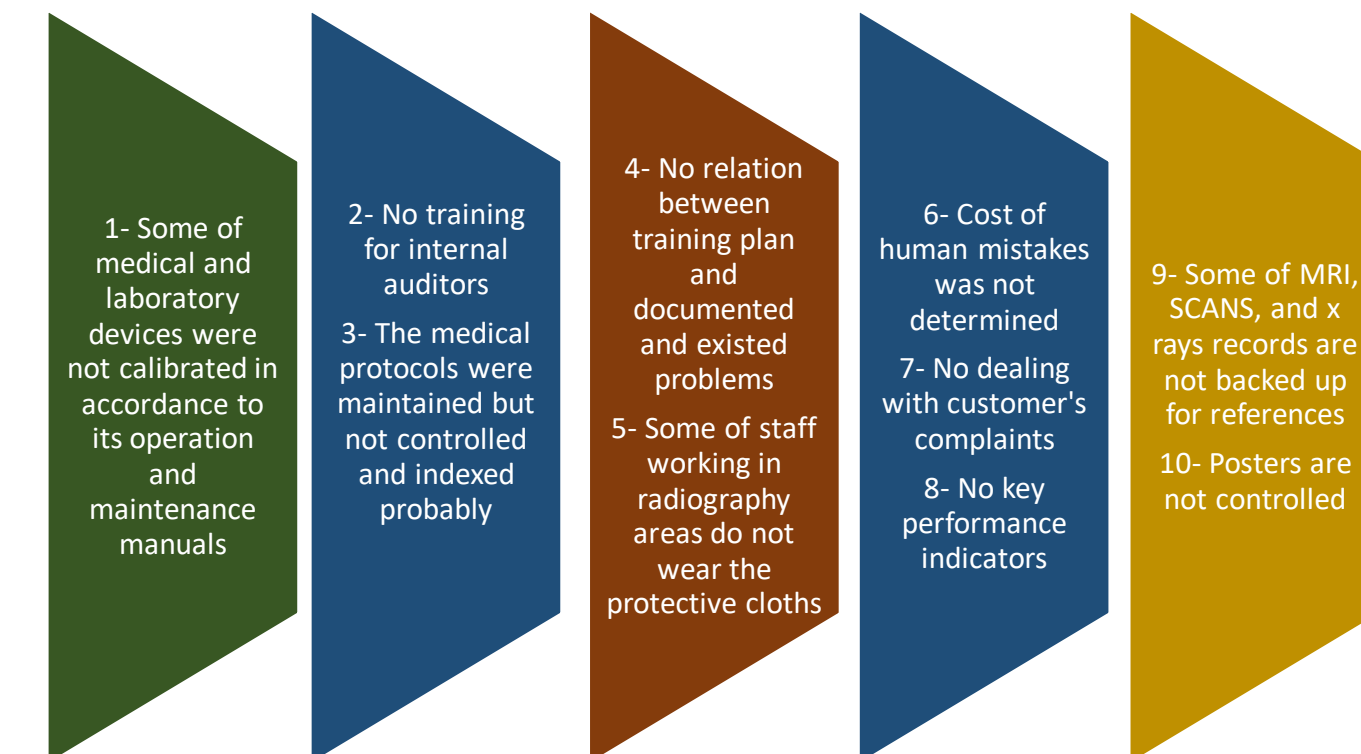 1- Some of
medical and
laboratory
devices were
not calibrated in
accordance to
its operation
and
maintenance
manuals
2- No training
for internal
auditors
3- The medical
protocols were
maintained but
not controlled
and indexed
probably
4- No relation
between
training plan
and
documented
and existed
problems
5- Some of staff
working in
radiography
areas do not
wear the
protective cloths
6- Cost of
human mistakes
was not
determined
7- No dealing
with customer's
complaints
8- No key
performance
indicators
9- Some of MRI,
SCANS, and x
rays records are
not backed up
for references
10- Posters are
not controlled